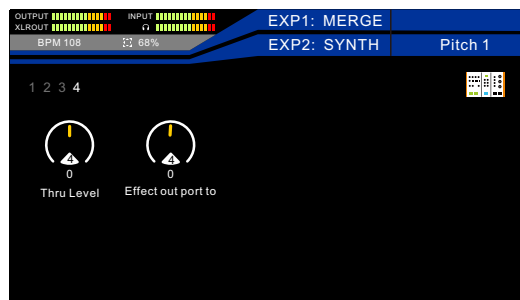 OUTPUT INPUT EXP1: MERGE
XLROUT
BPM 108 68% EXP2: SYNTH Pitch 1
1 2 3 4
4 4
0 0
Thru Level Effect out port to